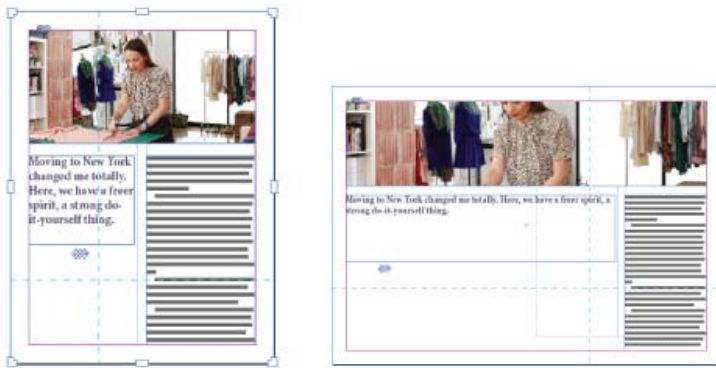 Moving to New York
changed me totally.
Here, we have a freer
spirit, a strong do-
it-yourself thing.
Moving to New York changed me totally. Here, we have a freer spirit, a
strong do-it-yourself thing.